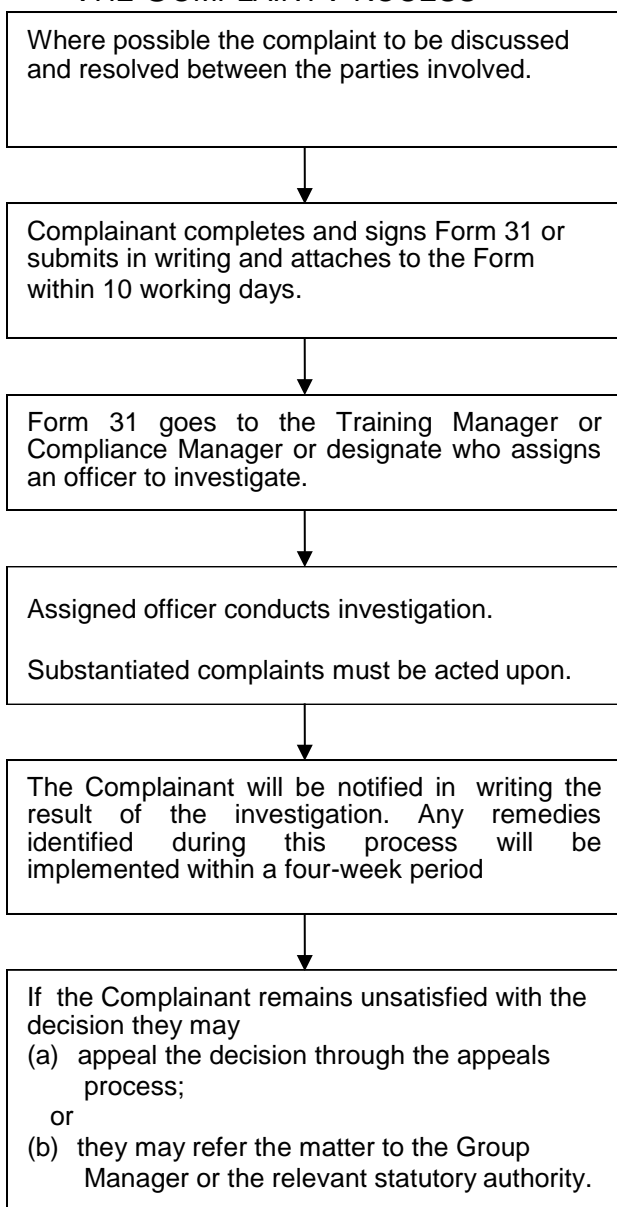 THE COMPLAINT PROCESS
Where possible the complaint to be discussed
and resolved between the parties involved.
Complainant completes and signs Form 31 or
submits in writing and attaches to the Form
within 10 working days.
Form 31 goes to the Training Manager or
Compliance Manager or designate who assigns
an officer to investigate.
Assigned officer conducts investigation.
Substantiated complaints must be acted upon.
The Complainant will be notified in writing the
result of the investigation. Any remedies
identified during this process will be
implemented within a four-week period
If the Complainant remains unsatisfied with the
decision they may
(a) appeal the decision through the appeals
process;
or
(b) they may refer the matter to the Group
Manager or the relevant statutory authority.